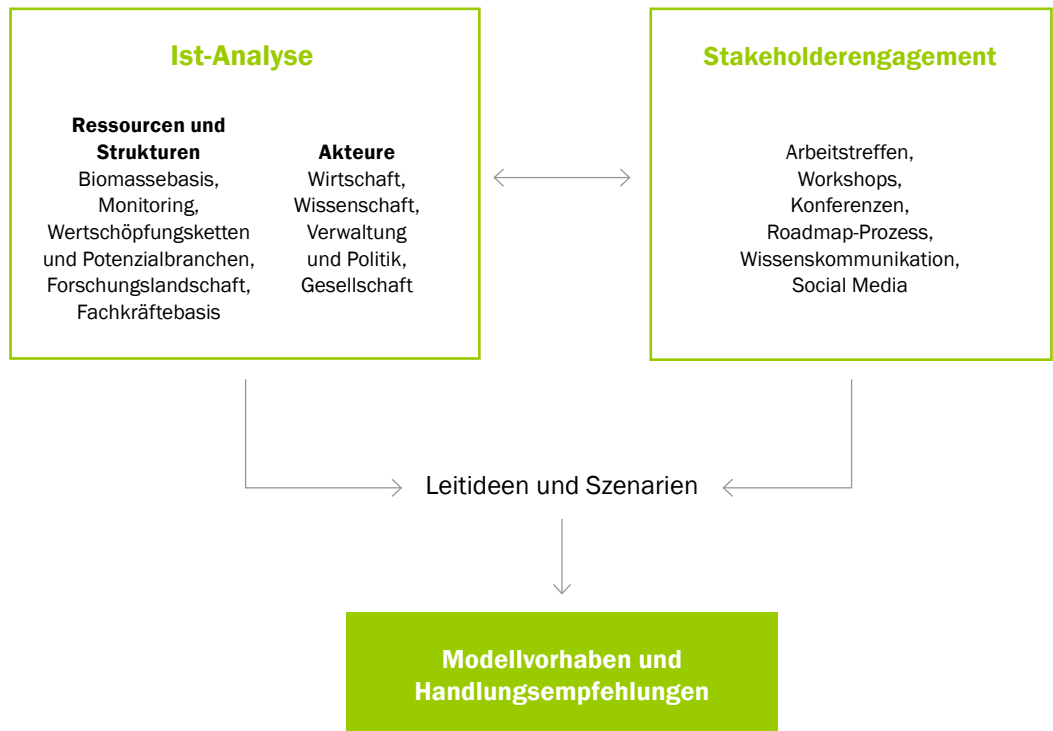 Ist-Analyse
Ressourcen und
Strukturen
Biomassebasis,
Monitoring,
Wertschöpfungsketten
und Potenzialbranchen,
Forschungslandschaft,
Fachkräftebasis
Akteure
Wirtschaft,
Wissenschaft,
Verwaltung
und Politik,
Gesellschaft
Stakeholderengagement
Arbeitstreffen,
Workshops,
Konferenzen,
Roadmap-Prozess,
Wissenskommunikation,
Social Media
Leitideen und Szenarien
Modellvorhaben und
Handlungsempfehlungen